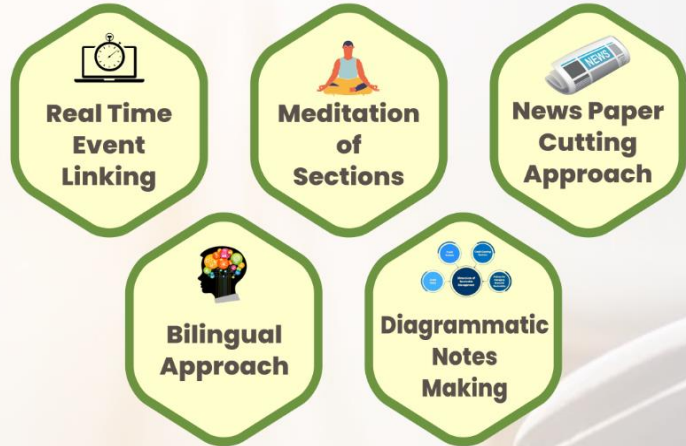 Real Time
Event
Linking
Meditation
of
Sections
NEWS
News Paper
Cutting
Approach
Bilingual
Approach
Diagrammatic
Notes
Making